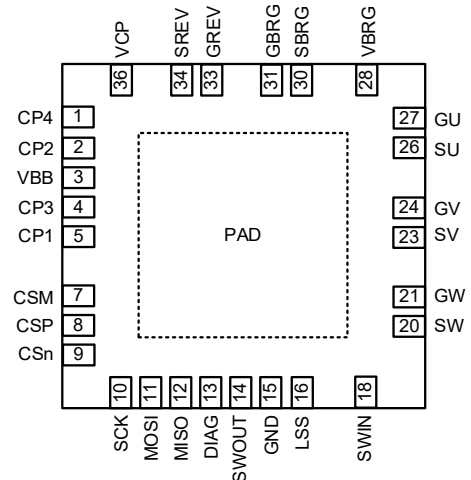 VCP
SREV
GREV
GBRG
SBRG
VBRG
36
34
33
31
30
28
CP4 1
CP2 2
VBB 3
CP3 4
CP1 5
CSM 7
CSP 8
CSn 9
PAD
27 GU
26 SU
24 GV
23 SV
21 GW
20 SW
10
11
12
13
14
15
16
18
SCK
MOSI
MISO
DIAG
SWOUT
GND
LSS
SWIN